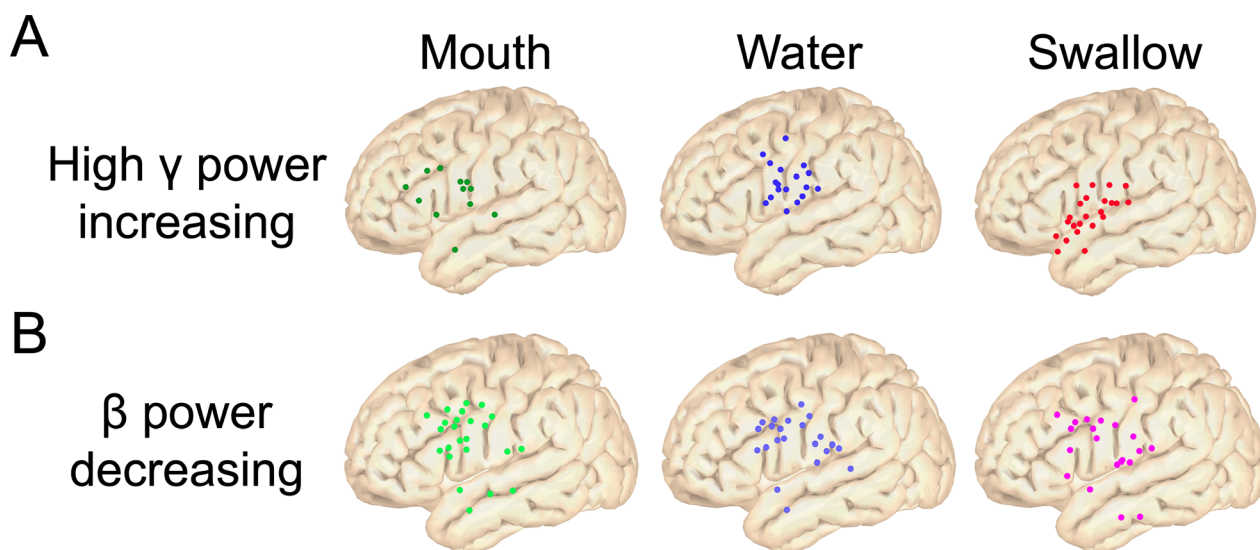 A
Mouth Water Swallow
High γ power
increasing
B
β power
decreasing